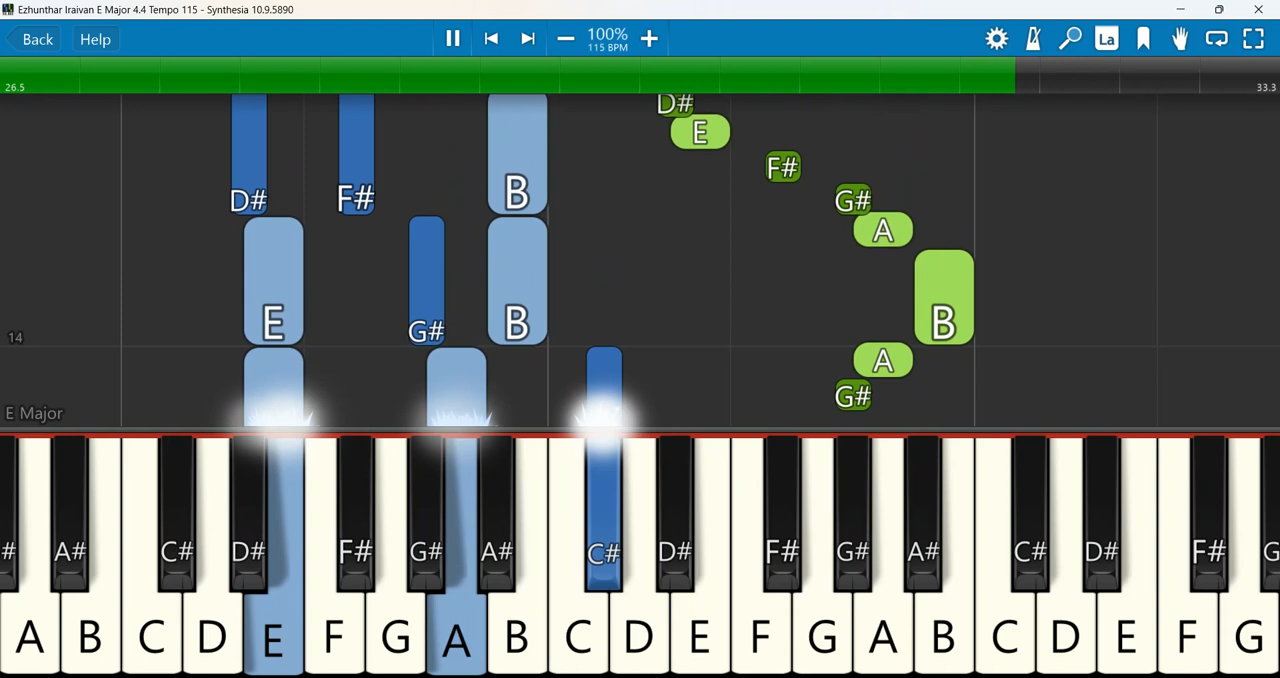 Ezhunthar Iraivan E Major 4.4 Tempo 115 - Synthesia 10.9.5890
Back Help 100% La
115 BPM
26.5 33.3
D#
E
F#
D# F# B G#
A
E G# B B
14
A
G#
E Major
# A# C# D# F# G# A# C# D# F# G# A# C# D# F# G
A B C D E F G A B C D E F G A B C D E F G